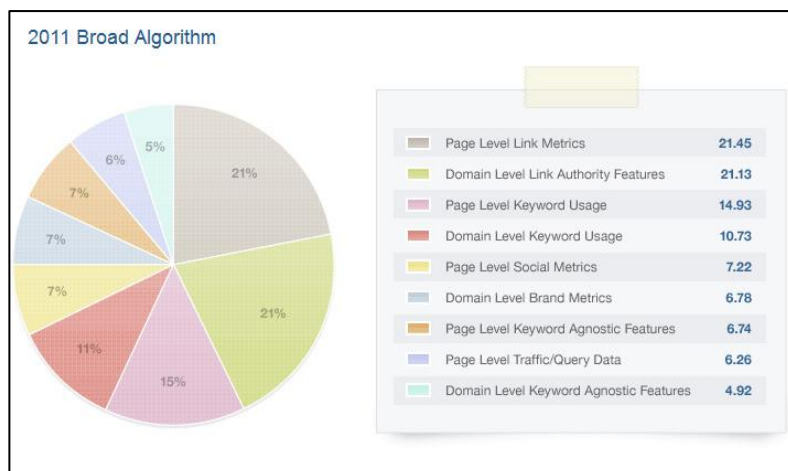 2011 Broad Algorithm
5%
6%
21%
7%
7%
7%
21%
11%
15%
Page Level Link Metrics 21.45
Domain Level Link Authority Features 21.13
Page Level Keyword Usage 14.93
Domain Level Keyword Usage 10.73
Page Level Social Metrics 7.22
Domain Level Brand Metrics 6.78
Page Level Keyword Agnostic Features 6.74
Page Level Traffic/Query Data 6.26
Domain Level Keyword Agnostic Features 4.92